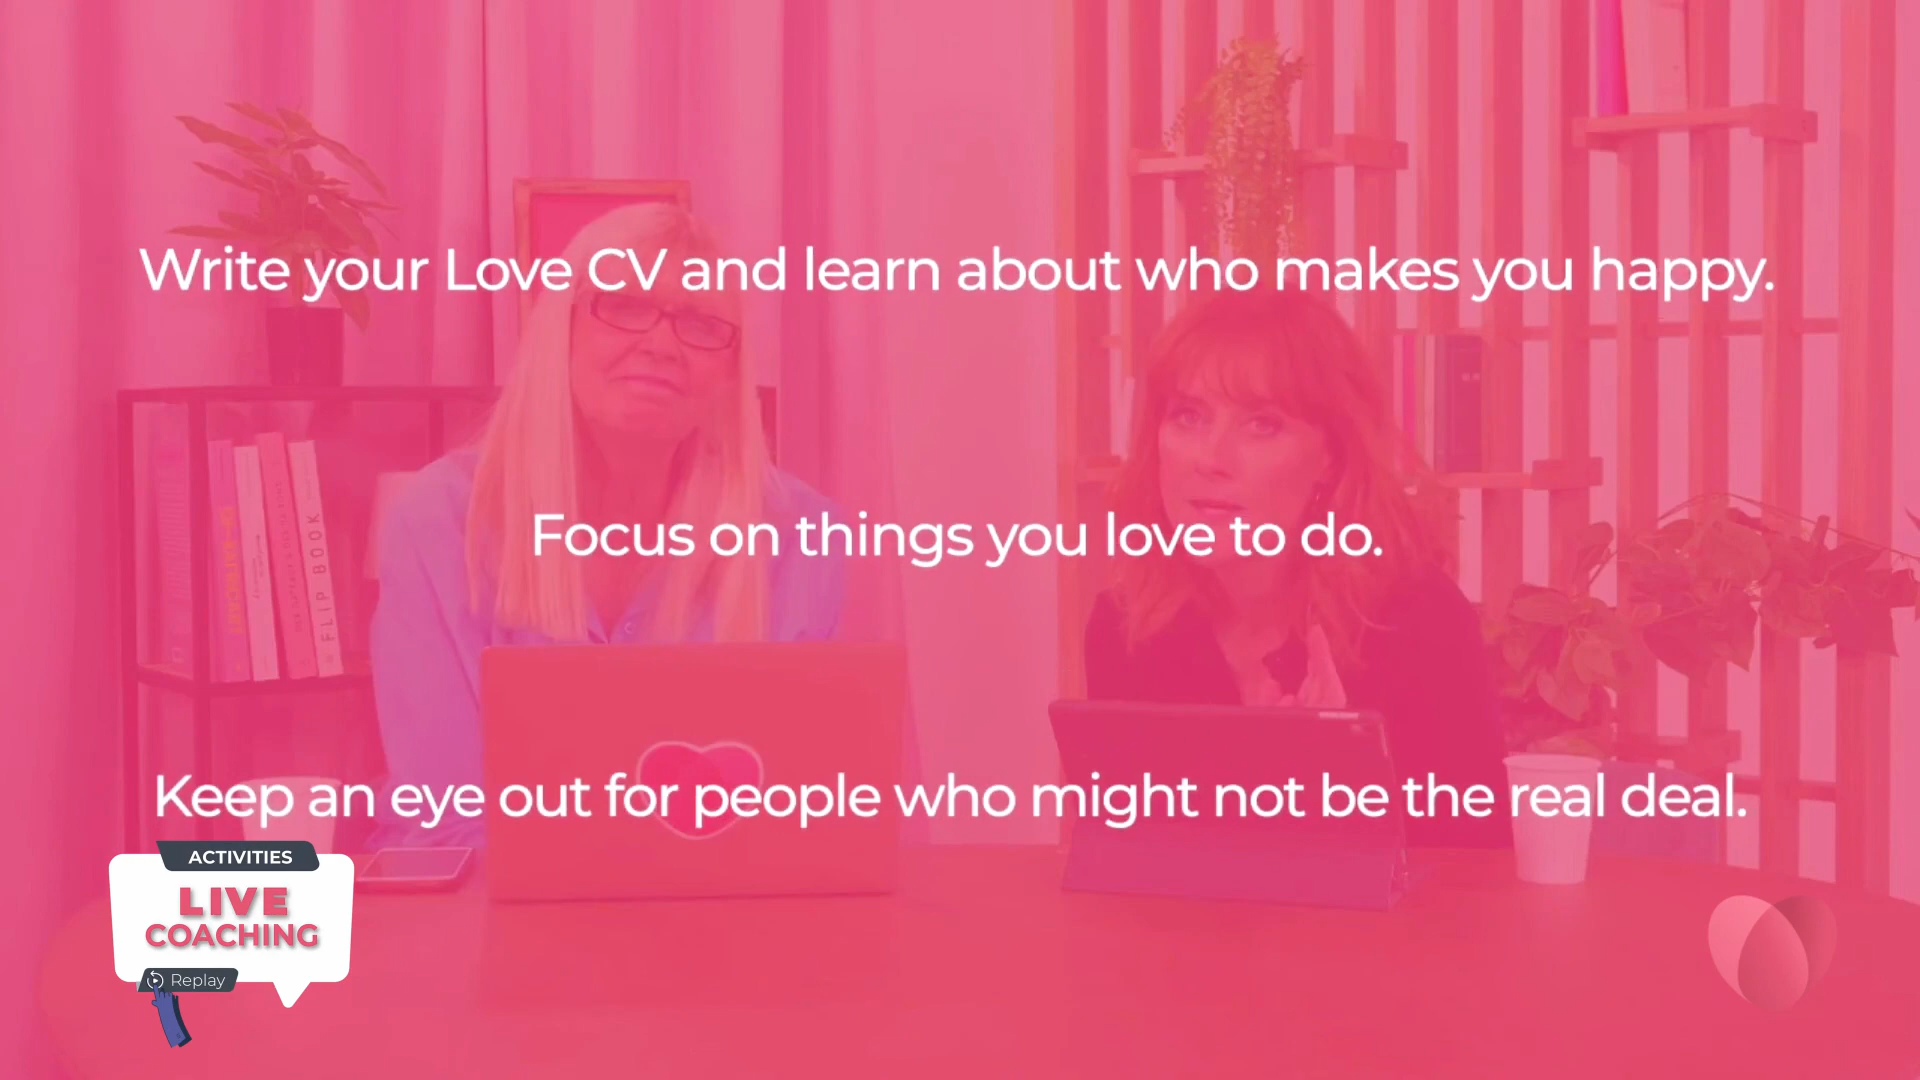 Write your Love CV and learn about who makes you happy.
Focus on things you love to do.
Keep an eye out for people who might not be the real deal.
FLIP BOOK
ACTIVITIES
LIVE
COACHING
Replay